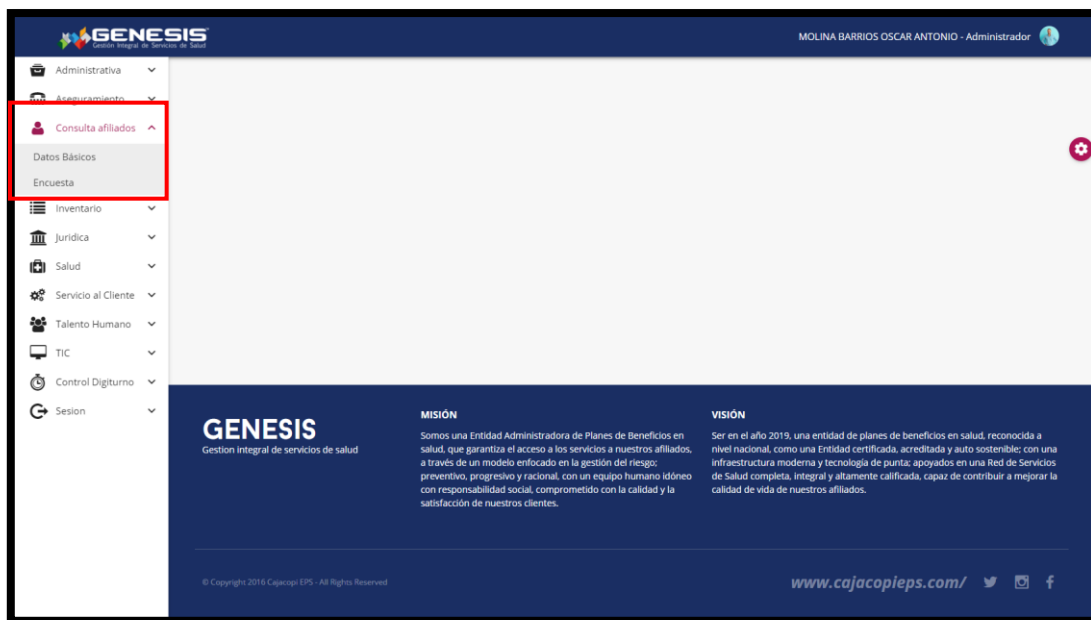 GENESIS
Gestión Integral de Servicios de Salud
MOLINA BARRIOS OSCAR ANTONIO - Administrador
Administrativa
Aseguramiento
Consulta afiliados
Datos Básicos
Encuesta
Inventario
Juridica
Salud
Servicio al Cliente
Talento Humano
TIC
Control Digiturno
Sesion
GENESIS
Gestion integral de servicios de salud
MISIÓN
Somos una Entidad Administradora de Planes de Beneficios en
salud, que garantiza el acceso a los servicios a nuestros afiliados,
a través de un modelo enfocado en la gestión del riesgo;
preventivo, progresivo y racional, con un equipo humano idóneo
con responsabilidad social, comprometido con la calidad y la
satisfacción de nuestros clientes.
VISIÓN
Ser en el año 2019, una entidad de planes de beneficios en salud, reconocida a
nivel nacional, como una Entidad certificada, acreditada y auto sostenible; con una
infraestructura moderna y tecnología de punta; apoyados en una Red de Servicios
de Salud completa, integral y altamente calificada, capaz de contribuir a mejorar la
calidad de vida de nuestros afiliados.
© Copyright 2016 Cajacopi EPS - All Rights Reserved
www.cajacopieps.com/